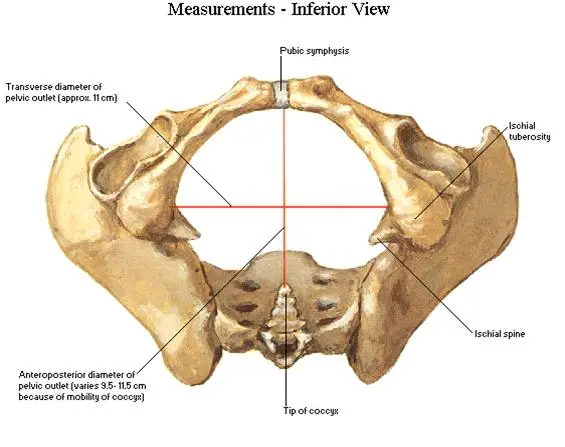 Measurements - Inferior View
Pubic symphysis
Transverse diameter of
pelvic outlet (approx. 11 cm)
Ischial
tuberosity
Ischial spine
Anteroposterior diameter of
pelvic outlet (varies 9.5- 11.5 cm
because of mobility of coccyx)
Tip of coccyx